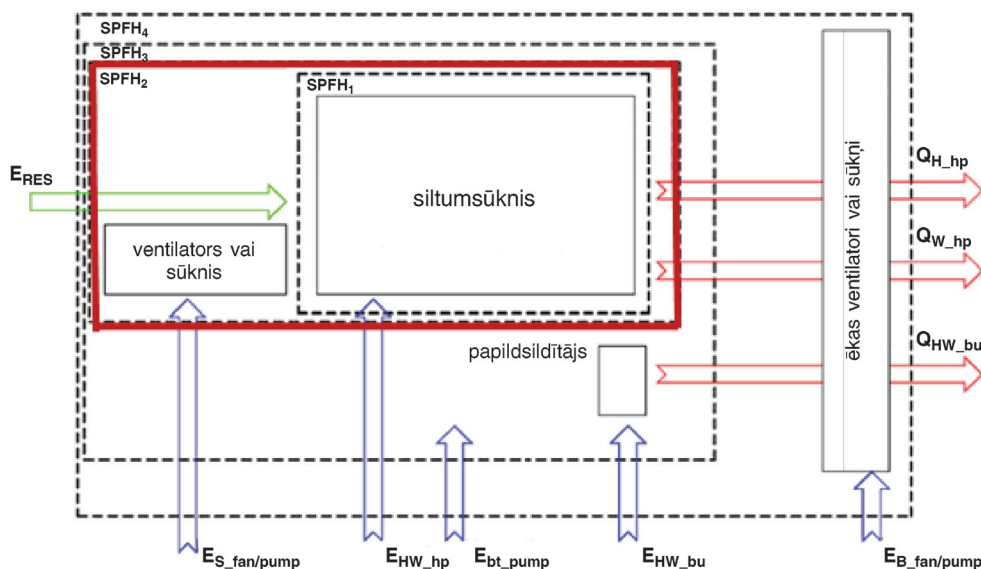 SPFH4
SPFH3
SPFH2
SPFH1
ERES
siltumsūknis
ventilators vai
sūknis
papildsildītājs
ēkas ventilatori vai sūkņi
QH_hp
QW_hp
QHW_bu
ES_fan/pump
EHW_hp
Ebt_pump
EHW_bu
EB_fan/pump